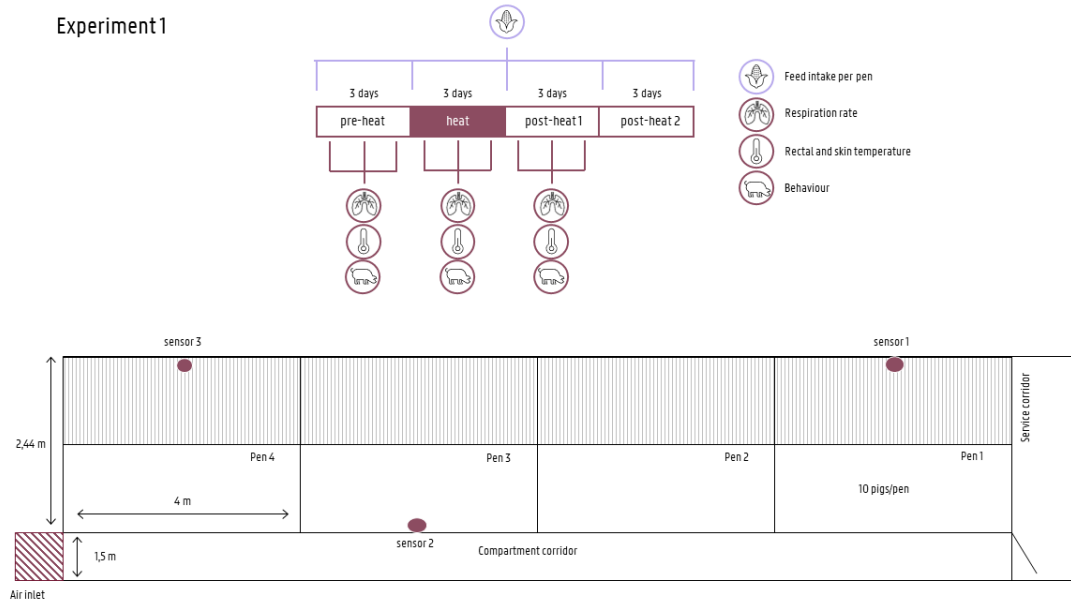 Experiment 1
3 days
3 days
3 days
3 days
pre-heat
heat
post-heat 1
post-heat 2
Feed intake per pen
Respiration rate
Rectal and skin temperature
Behaviour
sensor 3
sensor 1
Service corridor
2,44 m
Pen 4
Pen 3
Pen 2
Pen 1
4 m
10 pigs/pen
sensor 2
Compartment corridor
1,5 m
Air inlet